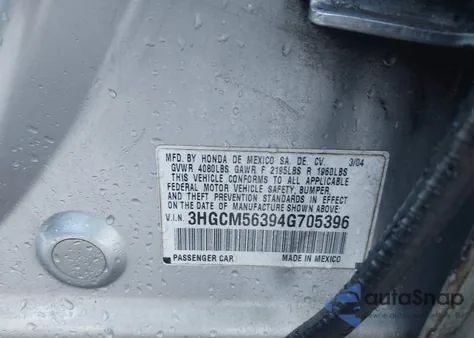 MFD. BY HONDA DE MEXICO SA. DE. CV. 3/04
GVWR 4080LBS GAWR F 2195LBS R 1960LBS
THIS VEHICLE CONFORMS TO ALL APPLICABLE
FEDERAL MOTOR VEHICLE SAFETY, BUMPER,
AND THEFT PREVENTION STANDARDS IN EFFECT
ON THE DATE OF MANUFACTURE SHOWN ABOVE.
V.I.N. 3HGCM56394G705396
PASSENGER CAR MADE IN MEXICO
autoSnap